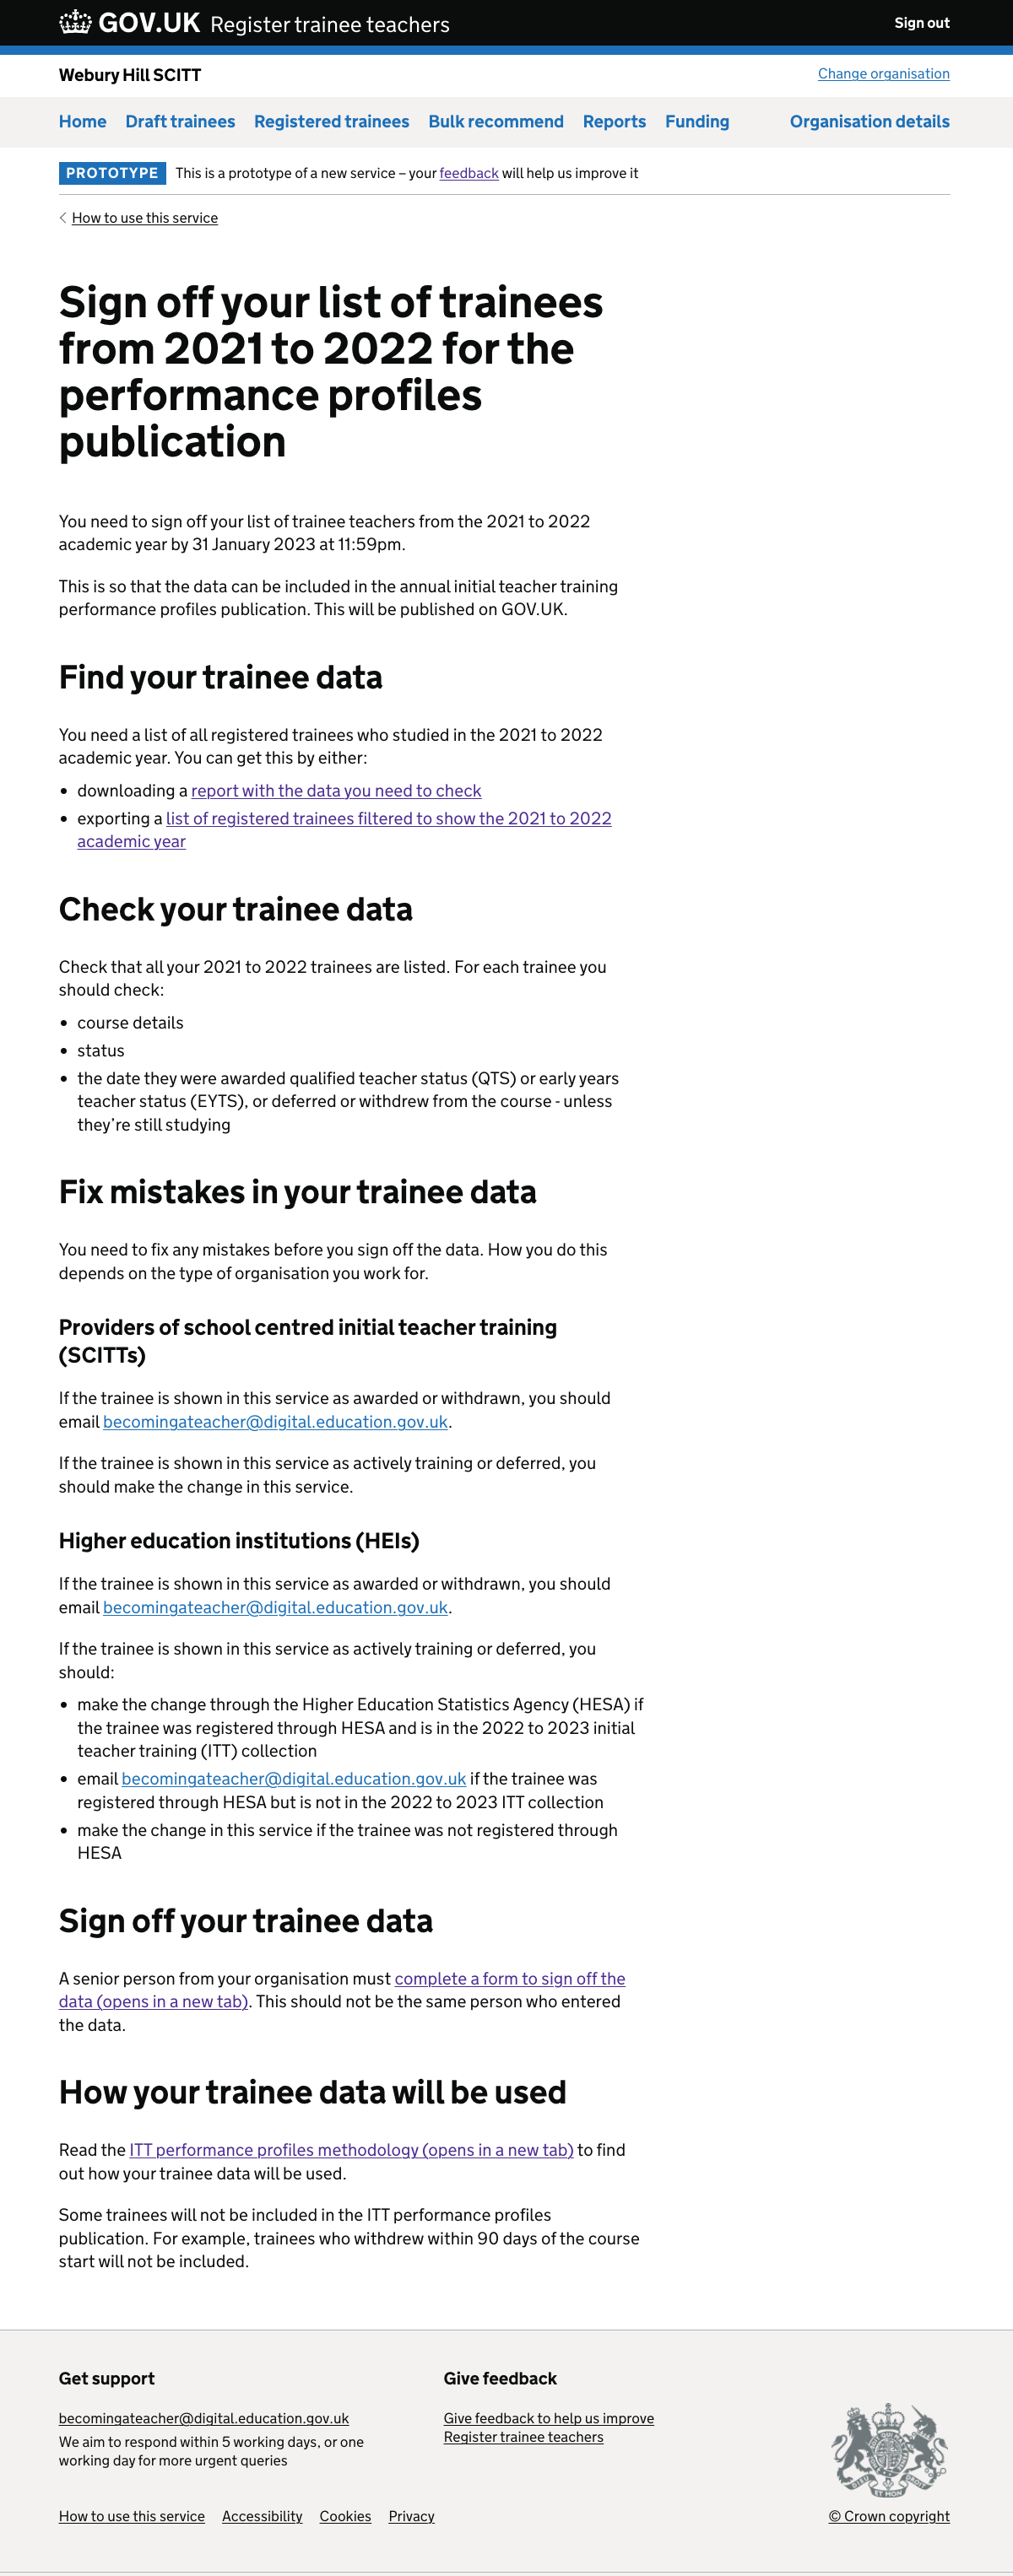 GOV.UK Register trainee teachers
Sign out
Webury Hill SCITT
Change organisation
Home Draft trainees Registered trainees Bulk recommend Reports Funding Organisation details
PROTOTYPE This is a prototype of a new service – your feedback will help us improve it
How to use this service
Sign off your list of trainees
from 2021 to 2022 for the
performance profiles
publication
You need to sign off your list of trainee teachers from the 2021 to 2022
academic year by 31 January 2023 at 11:59pm.
This is so that the data can be included in the annual initial teacher training
performance profiles publication. This will be published on GOV.UK.
Find your trainee data
You need a list of all registered trainees who studied in the 2021 to 2022
academic year. You can get this by either:
• downloading a report with the data you need to check
• exporting a list of registered trainees filtered to show the 2021 to 2022
academic year
Check your trainee data
Check that all your 2021 to 2022 trainees are listed. For each trainee you
should check:
• course details
• status
• the date they were awarded qualified teacher status (QTS) or early years
teacher status (EYTS), or deferred or withdrew from the course - unless
they’re still studying
Fix mistakes in your trainee data
You need to fix any mistakes before you sign off the data. How you do this
depends on the type of organisation you work for.
Providers of school centred initial teacher training
(SCITTs)
If the trainee is shown in this service as awarded or withdrawn, you should
email becomingateacher@digital.education.gov.uk.
If the trainee is shown in this service as actively training or deferred, you
should make the change in this service.
Higher education institutions (HEIs)
If the trainee is shown in this service as awarded or withdrawn, you should
email becomingateacher@digital.education.gov.uk.
If the trainee is shown in this service as actively training or deferred, you
should:
• make the change through the Higher Education Statistics Agency (HESA) if
the trainee was registered through HESA and is in the 2022 to 2023 initial
teacher training (ITT) collection
• email becomingateacher@digital.education.gov.uk if the trainee was
registered through HESA but is not in the 2022 to 2023 ITT collection
• make the change in this service if the trainee was not registered through
HESA
Sign off your trainee data
A senior person from your organisation must complete a form to sign off the
data (opens in a new tab). This should not be the same person who entered
the data.
How your trainee data will be used
Read the ITT performance profiles methodology (opens in a new tab) to find
out how your trainee data will be used.
Some trainees will not be included in the ITT performance profiles
publication. For example, trainees who withdrew within 90 days of the course
start will not be included.
Get support
becomingateacher@digital.education.gov.uk
We aim to respond within 5 working days, or one
working day for more urgent queries
Give feedback
Give feedback to help us improve
Register trainee teachers
How to use this service Accessibility Cookies Privacy
© Crown copyright